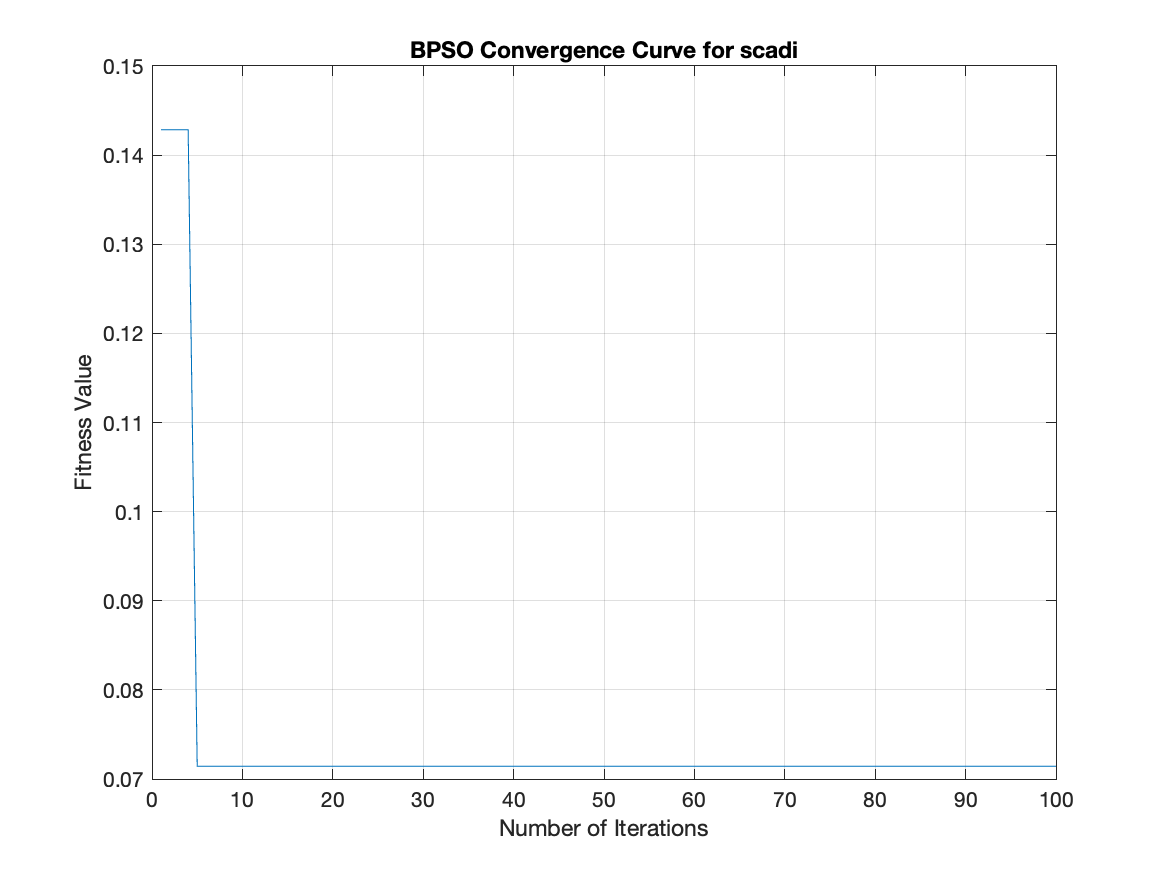 BPSO Convergence Curve for scadi
0.15
0.14
0.13
0.12
0.11
0.1
0.09
0.08
0.07
Fitness Value
0 10 20 30 40 50 60 70 80 90 100
Number of Iterations